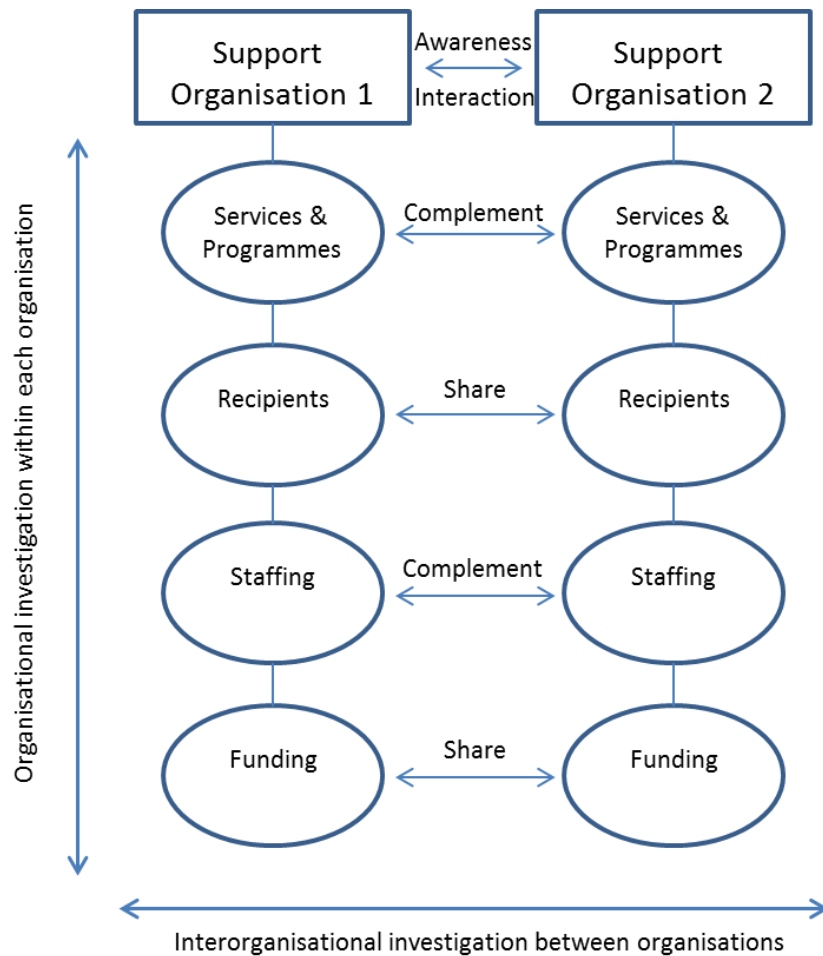 Support
Organisation 1
Awareness
Interaction
Support
Organisation 2
Services &
Programmes
Complement
Services &
Programmes
Recipients
Share
Recipients
Staffing
Complement
Staffing
Funding
Share
Funding
Organisational investigation within each organisation
Interorganisational investigation between organisations